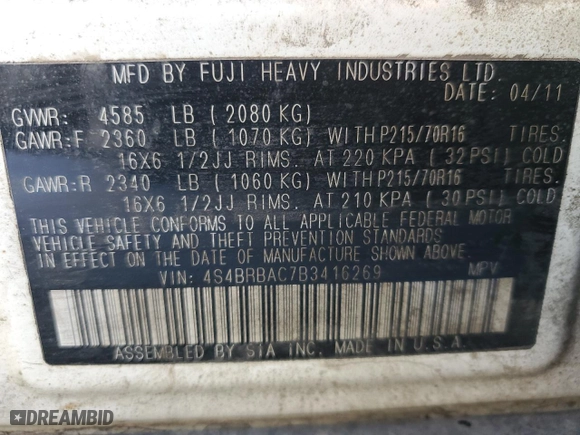 MFD BY FUJI HEAVY INDUSTRIES LTD.
DATE: 04/11
GVWR: 4585 LB ( 2080 KG)
GAWR:F 2360 LB ( 1070 KG) WITH P215/70R16 TIRES.
16X6 1/2JJ RIMS. AT 220 KPA ( 32 PSI) COLD
GAWR:R 2340 LB ( 1060 KG) WITH P215/70R16 TIRES.
16X6 1/2JJ RIMS. AT 210 KPA ( 30 PSI) COLD
THIS VEHICLE CONFORMS TO ALL APPLICABLE FEDERAL MOTOR
VEHICLE SAFETY AND THEFT PREVENTION STANDARDS
IN EFFECT ON THE DATE OF MANUFACTURE SHOWN ABOVE.
VIN: 4S4BRBAC7B3416269 MPV
ASSEMBLED BY SIA INC. MADE IN U.S.A.
DREAMBID